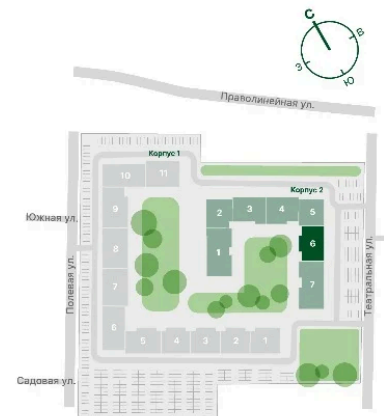 С
В
З
Ю
Праволинейная ул.
Корпус 1
10
11
Корпус 2
9
2
3
4
5
Южная ул.
8
1
6
Полевая ул.
7
7
Театральная ул.
6
5
4
3
2
1
Садовая ул.